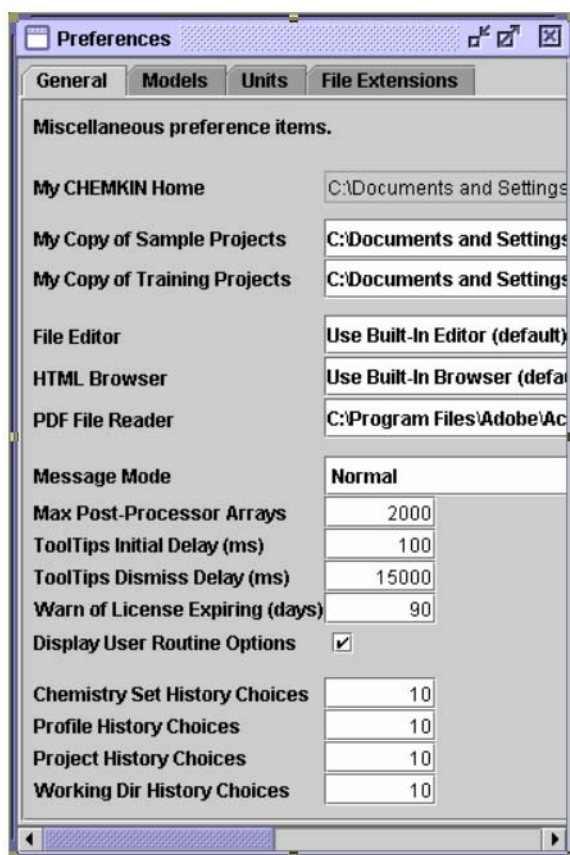 Preferences
General Models Units File Extensions
Miscellaneous preference items.
My CHEMKIN Home C:\Documents and Settings
My Copy of Sample Projects C:\Documents and Settings
My Copy of Training Projects C:\Documents and Settings
File Editor Use Built-In Editor (default)
HTML Browser Use Built-In Browser (defa
PDF File Reader C:\Program Files\Adobe\Ac
Message Mode Normal
Max Post-Processor Arrays 2000
ToolTips Initial Delay (ms) 100
ToolTips Dismiss Delay (ms) 15000
Warn of License Expiring (days) 90
Display User Routine Options
Chemistry Set History Choices 10
Profile History Choices 10
Project History Choices 10
Working Dir History Choices 10